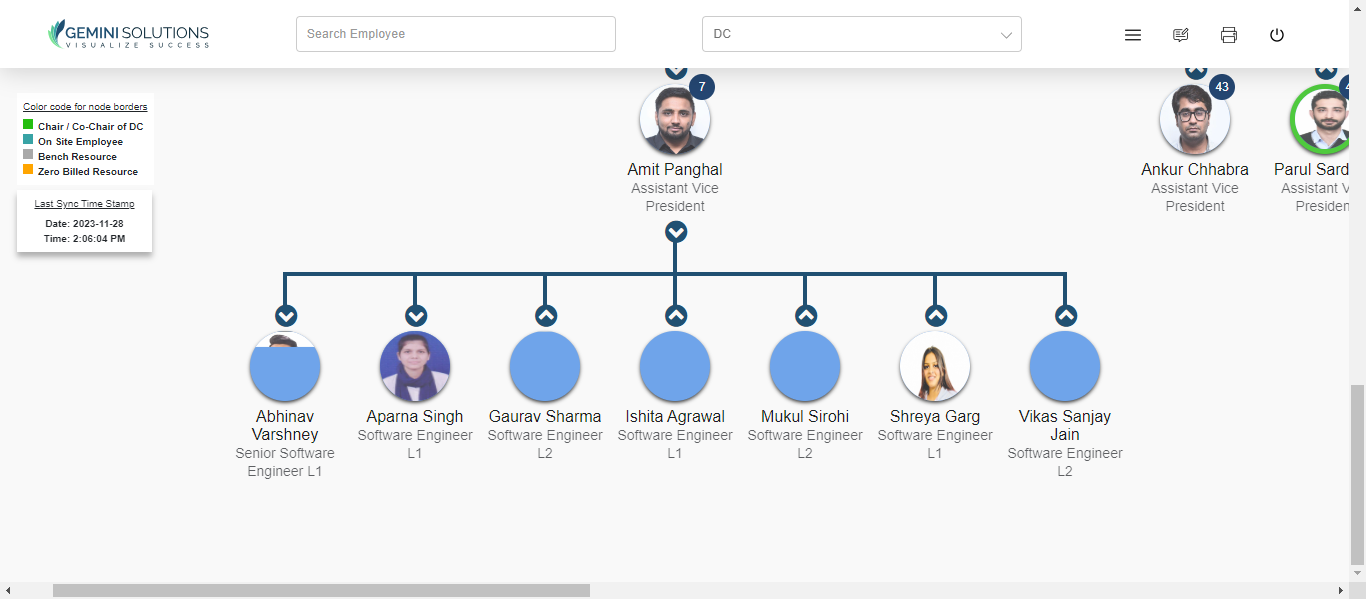 GEMINI SOLUTIONS
VISUALIZE SUCCESS
Search Employee
DC
Color code for node borders
Chair / Co-Chair of DC
On Site Employee
Bench Resource
Zero Billed Resource
Last Sync Time Stamp
Date: 2023-11-28
Time: 2:06:04 PM
7
Amit Panghal
Assistant Vice
President
43
Ankur Chhabra
Assistant Vice
President
Parul Sard
Assistant V
Presiden
Abhinav
Varshney
Senior Software
Engineer L1
Aparna Singh
Software Engineer
L1
Gaurav Sharma
Software Engineer
L2
Ishita Agrawal
Software Engineer
L1
Mukul Sirohi
Software Engineer
L2
Shreya Garg
Software Engineer
L1
Vikas Sanjay
Jain
Software Engineer
L2